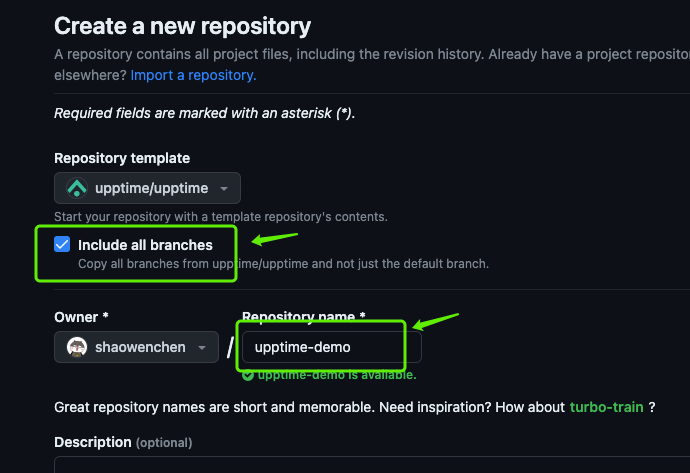 Create a new repository
A repository contains all project files, including the revision history. Already have a project
elsewhere? Import a repository.
Required fields are marked with an asterisk (*).
Repository template
upptime/upptime
Start your repository with a template repository's contents.
Include all branches
Copy all branches from upptime/upptime and not just the default branch.
Owner * Repository name *
shaowenchen / upptime-demo
upptime-demo is available.
Great repository names are short and memorable. Need inspiration? How about turbo-train ?
Description (optional)